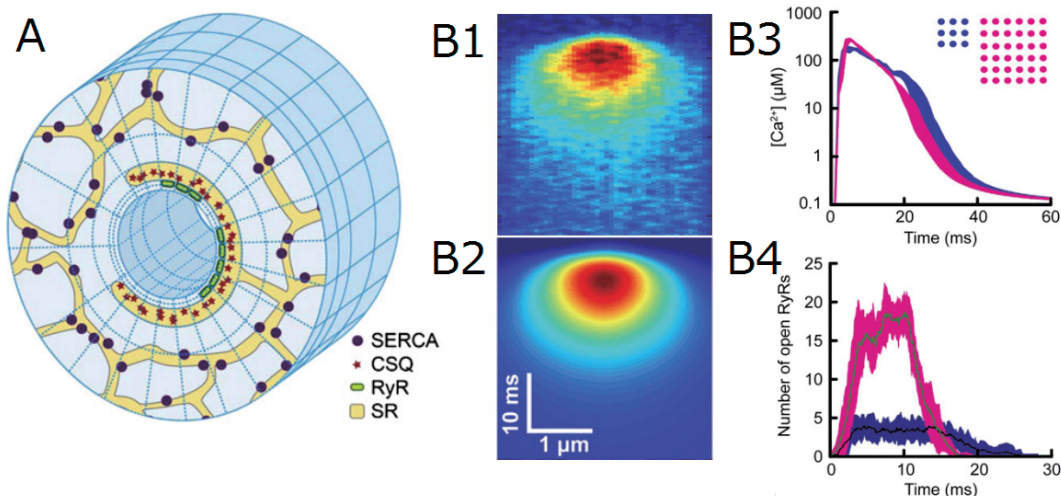 A
SERCA
CSQ
RyR
SR
B1
B2
10 ms
1 µm
B3
[Ca²⁺] (µM)
1000
100
10
1
0.1
0
20
40
60
Time (ms)
B4
Number of open RyRs
25
20
15
10
5
0
0
10
20
30
Time (ms)